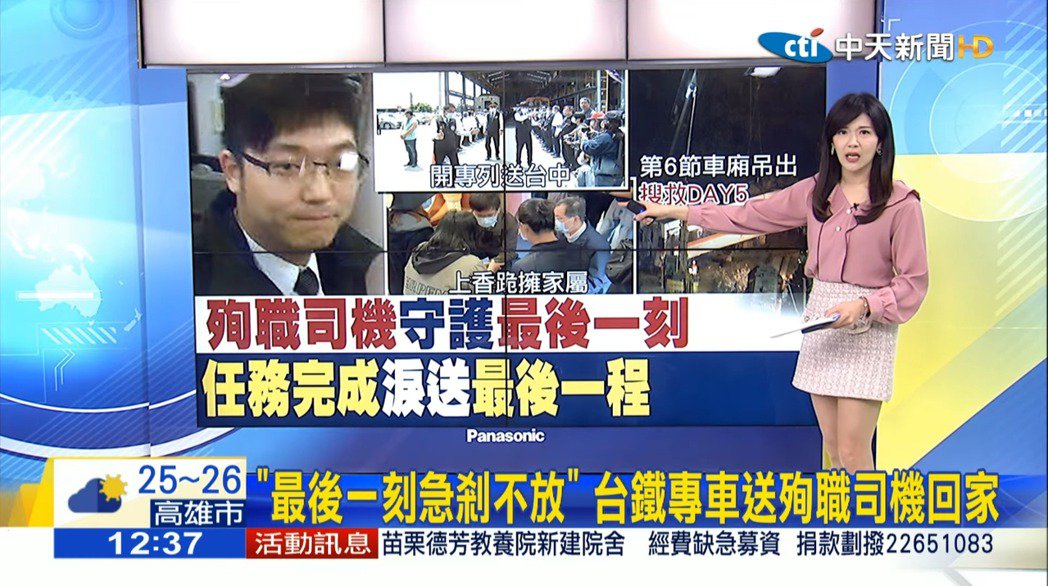 cti 中天新聞HD
開專列送台中
第6節車廂吊出
搜救DAY5
上香跪擁家屬
殉職司機守護最後一刻
任務完成淚送最後一程
Panasonic
25~26
高雄市
"最後一刻急剎不放" 台鐵專車送殉職司機回家
12:37
活動訊息
苗栗德芳教養院新建院舍 經費缺急募資 捐款劃撥22651083